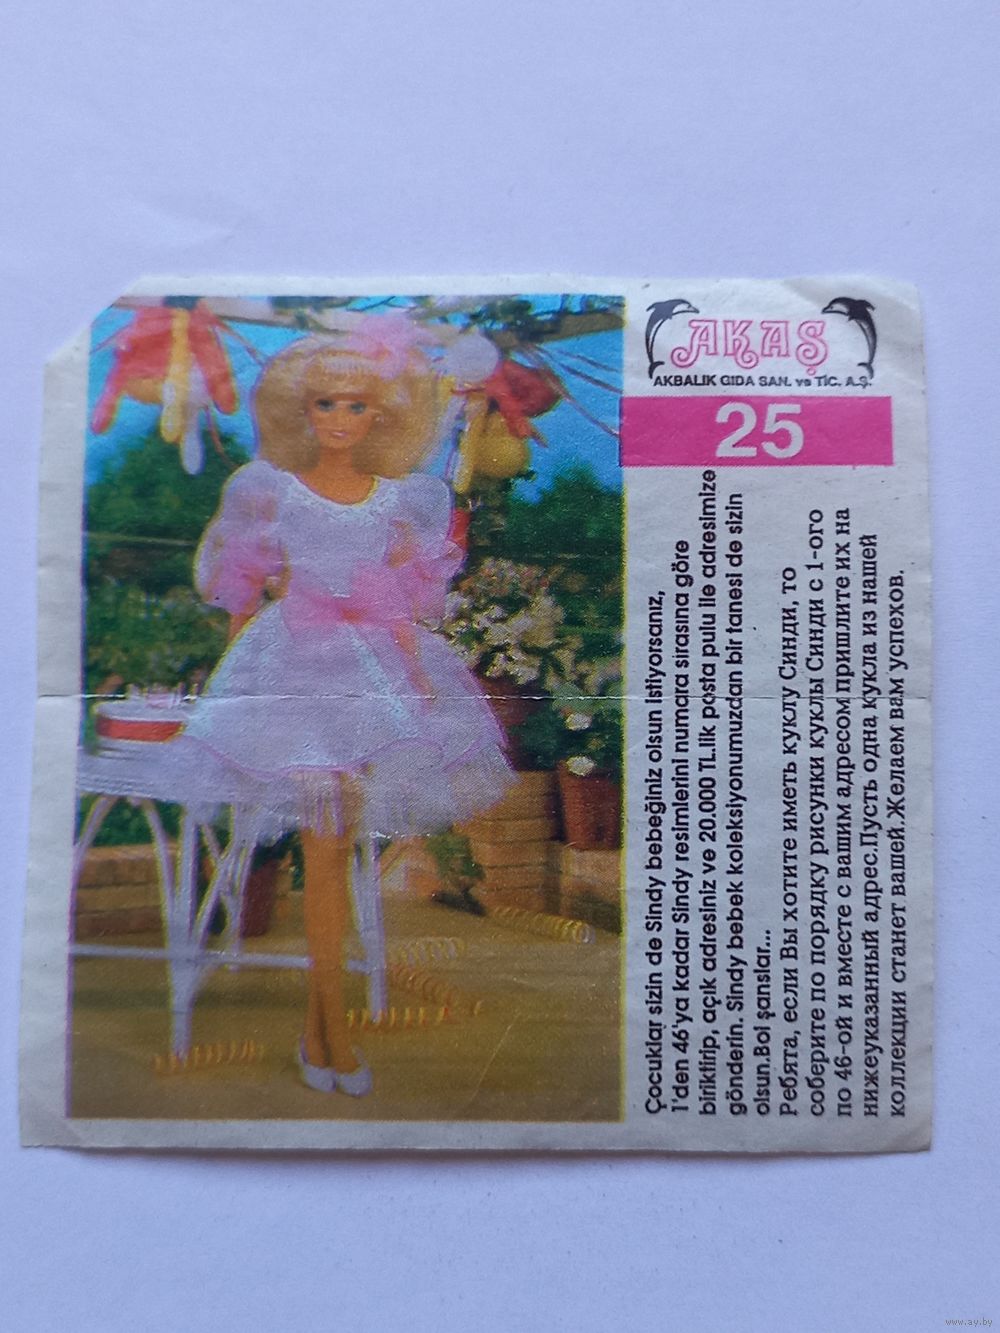 AKAŞ
AKBALIK GIDA SAN. ve TİC. A.Ş.
25
Çocuklar sizin de Sindy bebeğiniz olsun istiyorsanız,
1'den 46'ya kadar Sindy resimlerini numara sırasına göre
biriktirip, açık adresiniz ve 20.000 TL.lik posta pulu ile adresimize
gönderin. Sindy bebek koleksiyonumuzdan bir tanesi de sizin
olsun.Bol şanslar...
Ребята, если Вы хотите иметь куклу Синди, то
соберите по порядку рисунки куклы Синди с 1-ого
по 46-ой и вместе с вашим адресом пришлите их на
нижеуказанный адрес.Пусть одна кукла из нашей
коллекции станет вашей.Желаем вам успехов.
www.ay.by